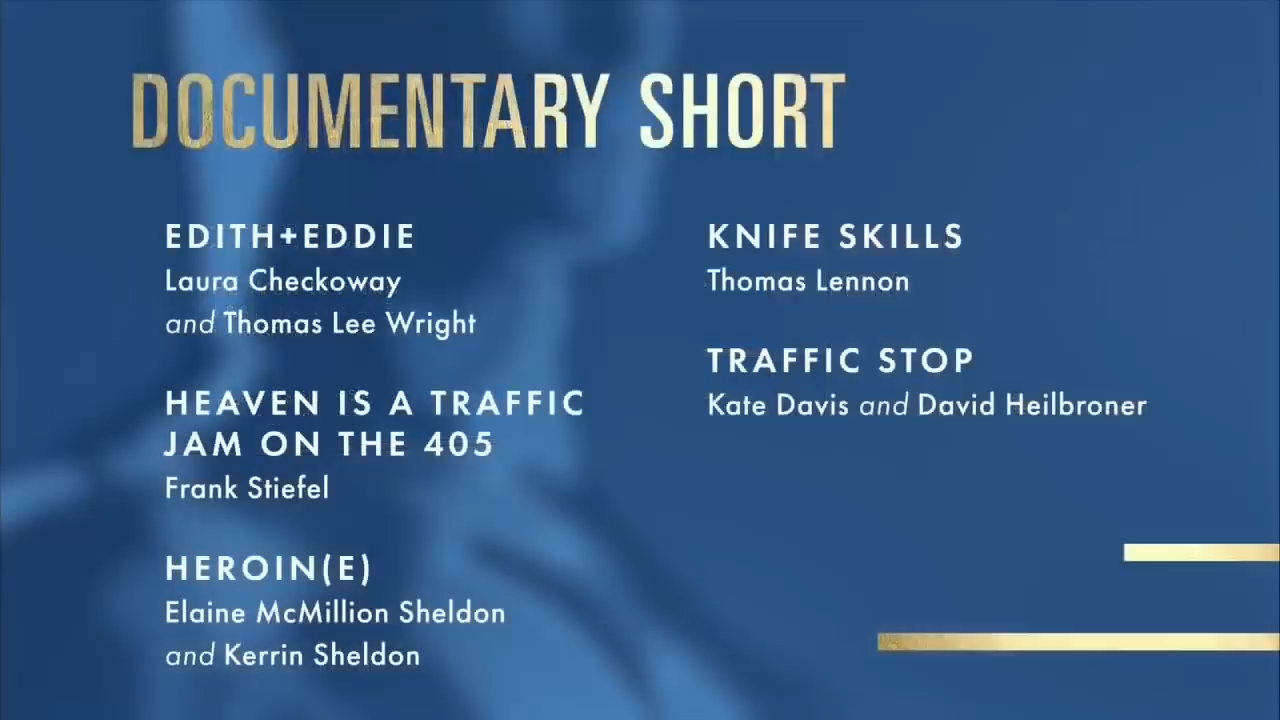 DOCUMENTARY SHORT
EDITH+EDDIE
Laura Checkoway
and Thomas Lee Wright
HEAVEN IS A TRAFFIC
JAM ON THE 405
Frank Stiefel
HEROIN(E)
Elaine McMillion Sheldon
and Kerrin Sheldon
KNIFE SKILLS
Thomas Lennon
TRAFFIC STOP
Kate Davis and David Heilbroner